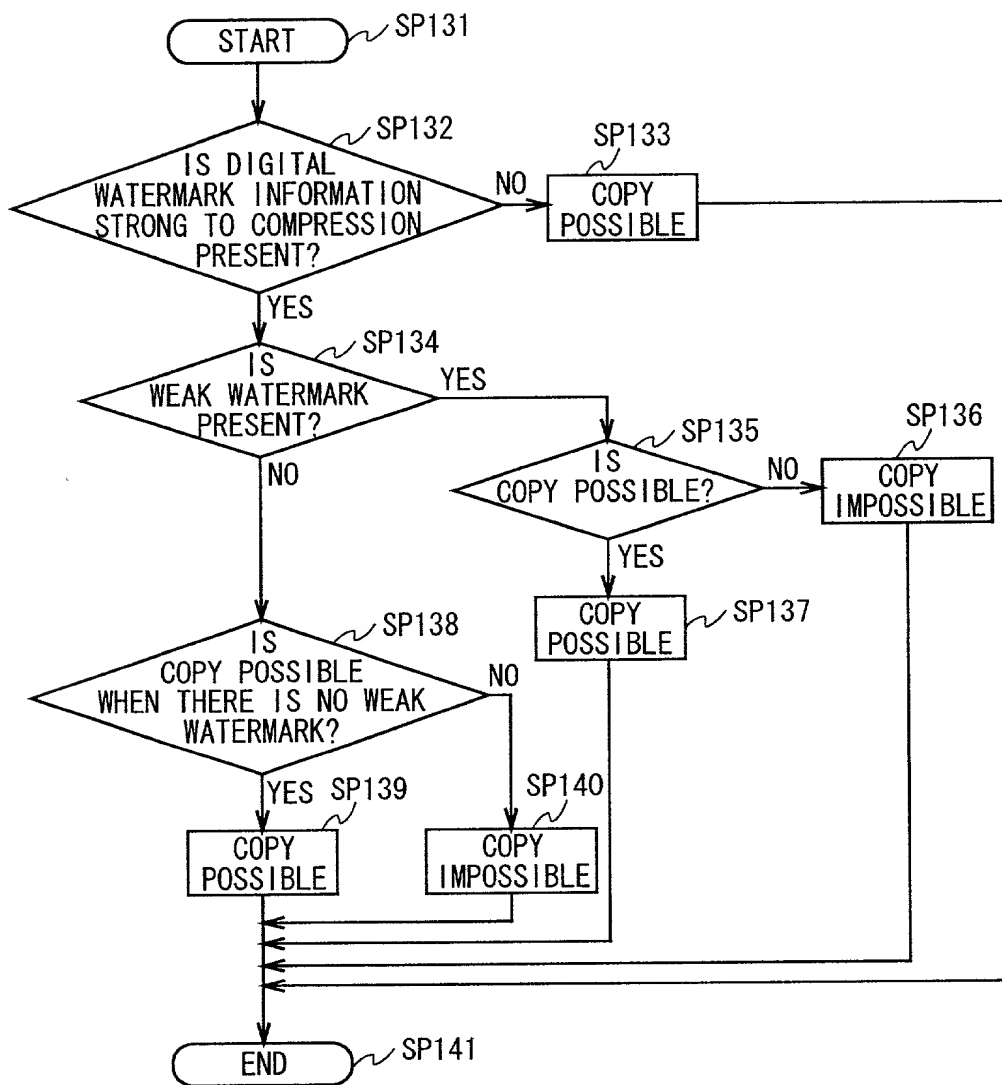 START
SP131
SP132
IS DIGITAL
WATERMARK INFORMATION
STRONG TO COMPRESSION
PRESENT?
NO
SP133
COPY
POSSIBLE
YES
SP134
IS
WEAK WATERMARK
PRESENT?
YES
NO
SP135
IS
COPY POSSIBLE?
NO
SP136
COPY
IMPOSSIBLE
YES
COPY
POSSIBLE
SP137
SP138
IS
COPY POSSIBLE
WHEN THERE IS NO WEAK
WATERMARK?
NO
YES
SP139
COPY
POSSIBLE
SP140
COPY
IMPOSSIBLE
END
SP141